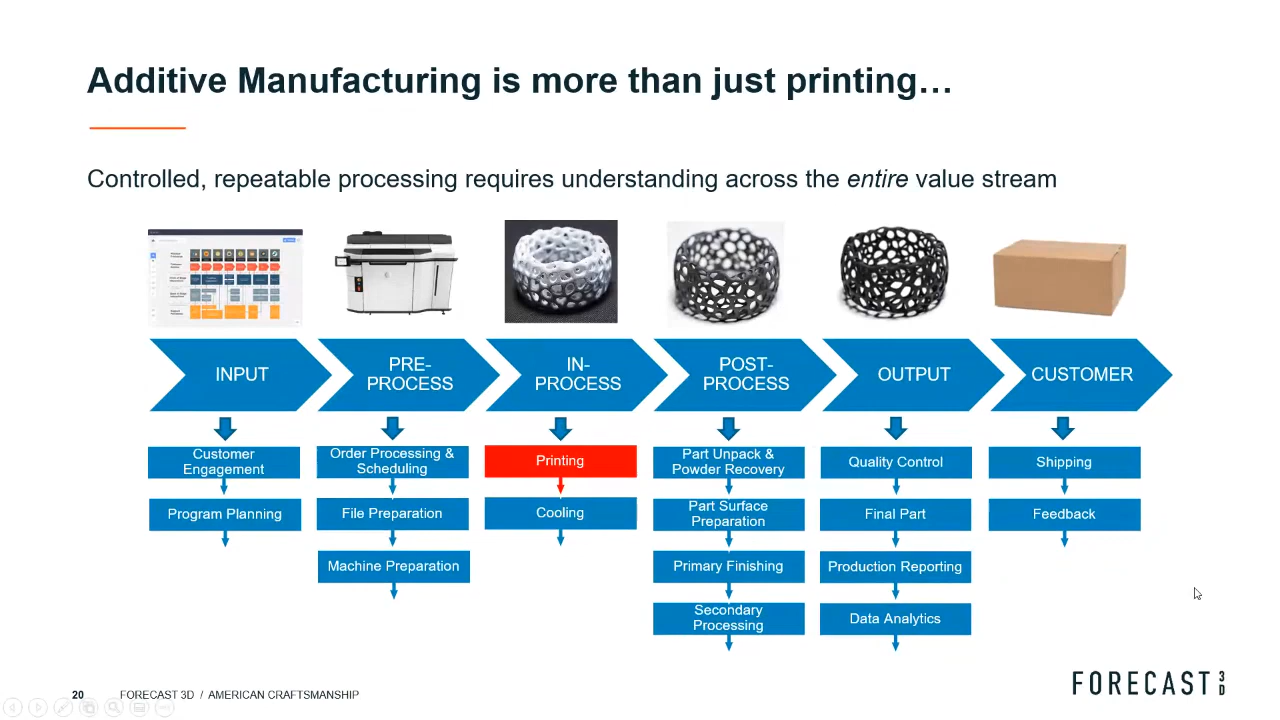 Additive Manufacturing is more than just printing…
Controlled, repeatable processing requires understanding across the entire value stream
INPUT
PRE-
PROCESS
IN-
PROCESS
POST-
PROCESS
OUTPUT
CUSTOMER
Customer
Engagement
Program Planning
Order Processing &
Scheduling
File Preparation
Machine Preparation
Printing
Cooling
Part Unpack &
Powder Recovery
Part Surface
Preparation
Primary Finishing
Secondary
Processing
Quality Control
Final Part
Production Reporting
Data Analytics
Shipping
Feedback
20 FORECAST 3D / AMERICAN CRAFTSMANSHIP
FORECAST 3D